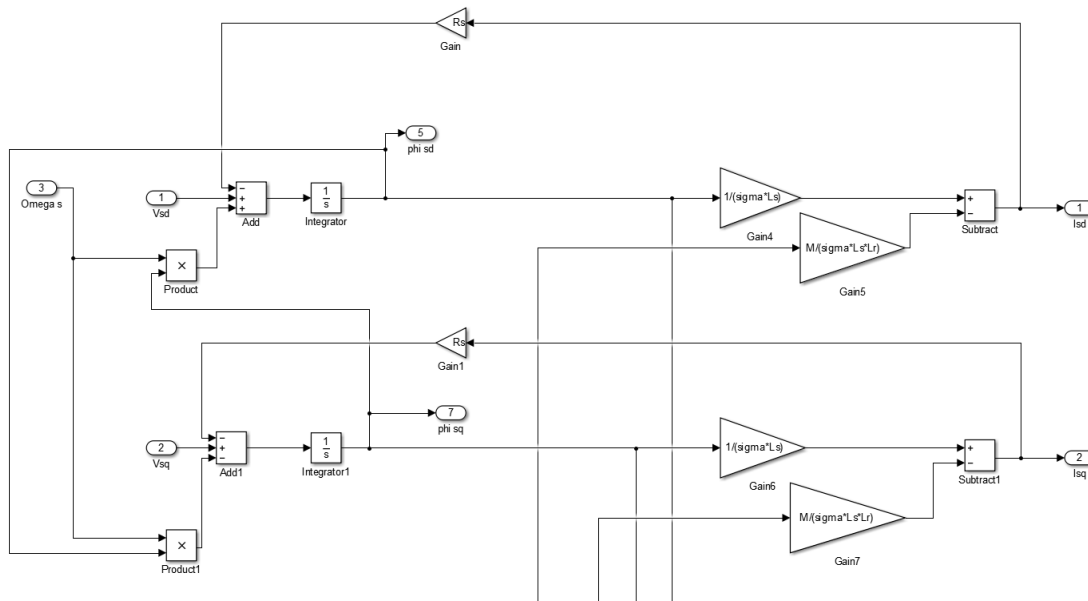 Rs
Gain
5
phi sd
3
Omega s
1
Vsd
Add
1
s
Integrator
1/(sigma*Ls)
Gain4
Subtract
1
Isd
M/(sigma*Ls*Lr)
Gain5
×
Product
Rs
Gain1
7
phi sq
2
Vsq
Add1
1
s
Integrator1
1/(sigma*Ls)
Gain6
Subtract1
2
Isq
M/(sigma*Ls*Lr)
Gain7
×
Product1